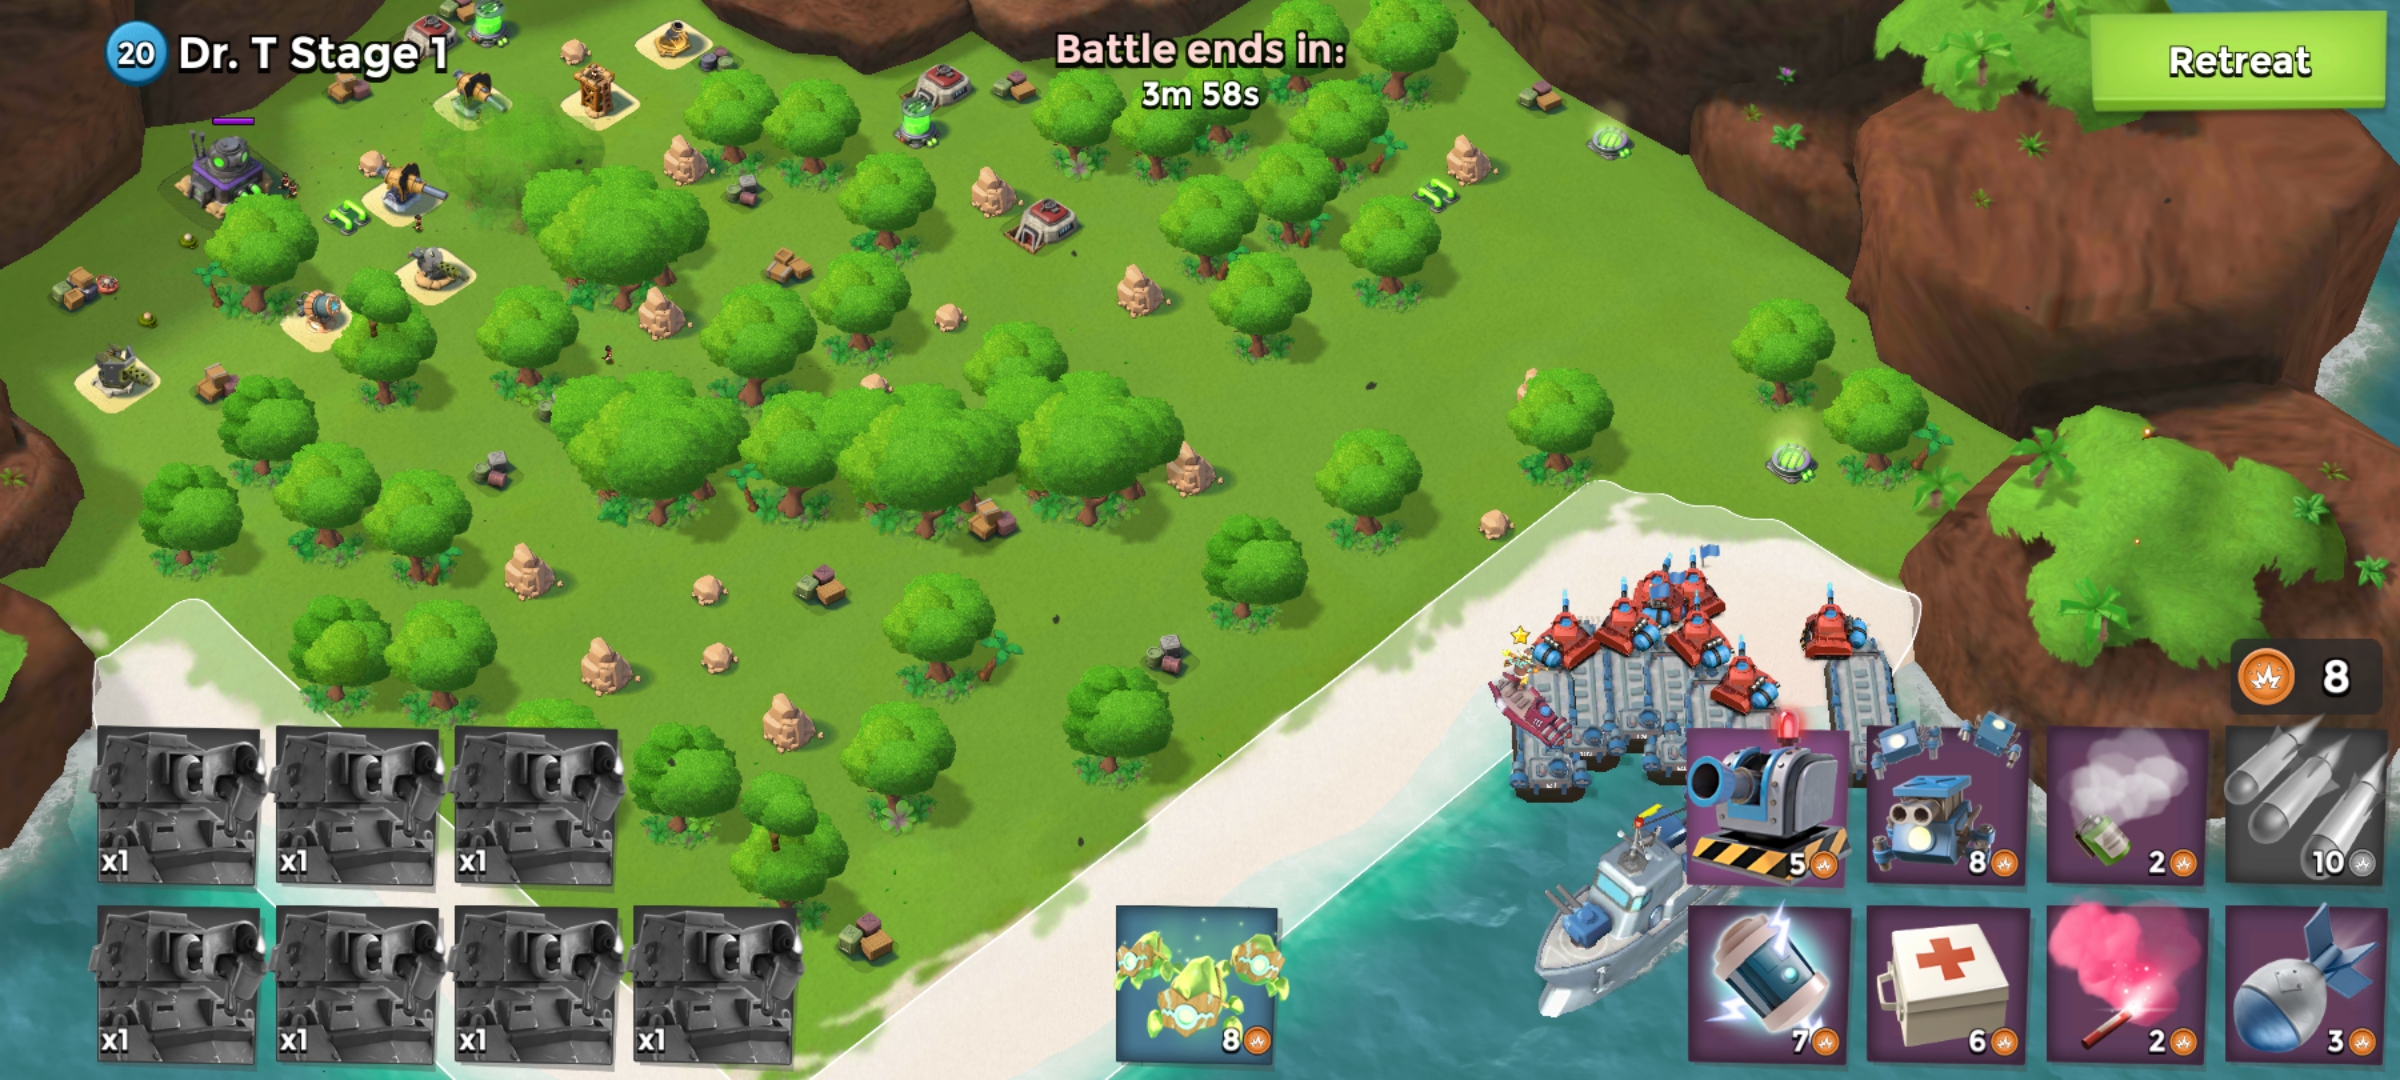 20 Dr. T Stage 1
Battle ends in:
3m 58s
Retreat
8
x1 x1 x1
5 8 2 10
x1 x1 x1 x1
8
7 6 2 3